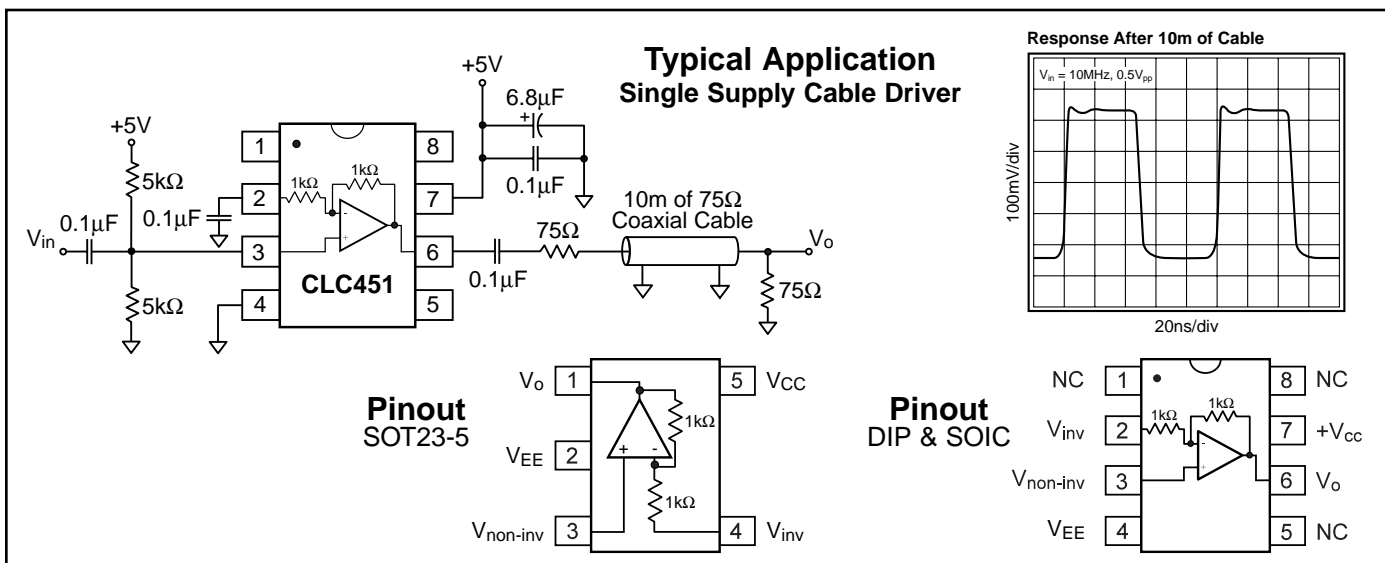 Typical Application
Single Supply Cable Driver
+5V
6.8µF
+
0.1µF
+5V
5kΩ
5kΩ
0.1µF
0.1µF
Vin
1
2
3
4
8
7
6
5
1kΩ
1kΩ
-
+
CLC451
0.1µF
75Ω
10m of 75Ω
Coaxial Cable
Vo
75Ω
Response After 10m of Cable
Vin = 10MHz, 0.5Vpp
100mV/div
20ns/div
Pinout
SOT23-5
Vo 1
VEE 2
Vnon-inv 3
5 VCC
4 Vinv
1kΩ
1kΩ
+ -
Pinout
DIP & SOIC
NC 1
Vinv 2
Vnon-inv 3
VEE 4
8 NC
7 +Vcc
6 Vo
5 NC
1kΩ
1kΩ
-
+